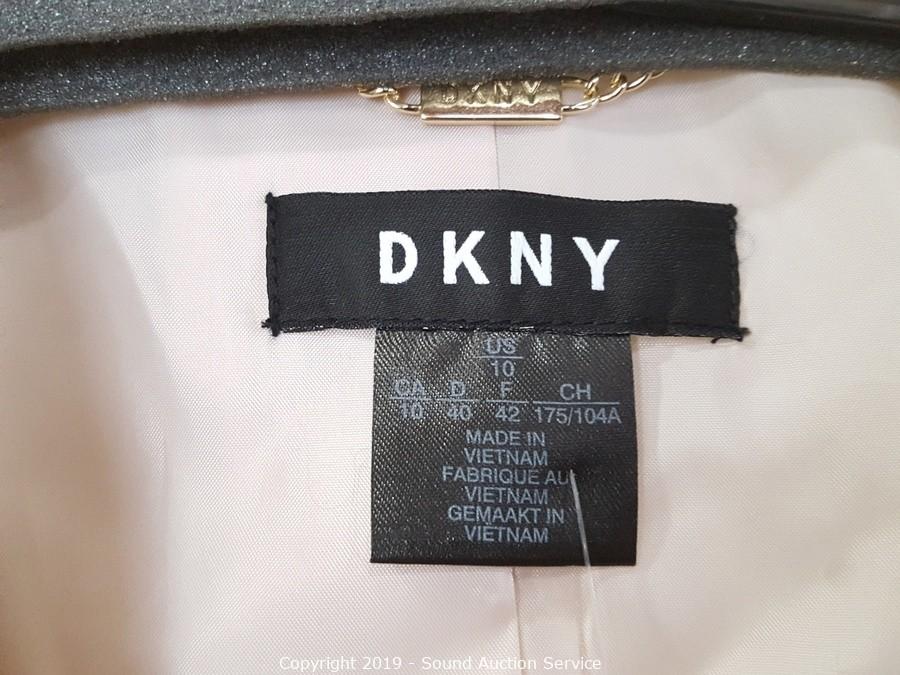 DKNY
DKNY
US
10
CA D F CH
10 40 42 175/104A
MADE IN
VIETNAM
FABRIQUE AU
VIETNAM
GEMAAKT IN
VIETNAM
Copyright 2019 - Sound Auction Service